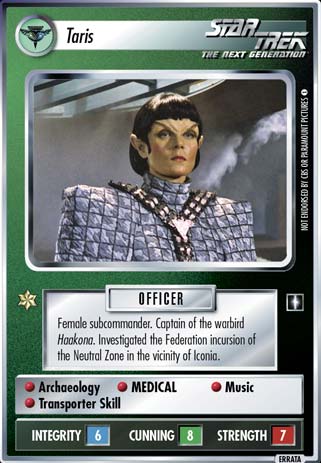 Taris
STAR TREK
THE NEXT GENERATION
NOT ENDORSED BY CBS OR PARAMOUNT PICTURES
OFFICER
Female subcommander. Captain of the warbird
Haakona. Investigated the Federation incursion of
the Neutral Zone in the vicinity of Iconia.
Archaeology MEDICAL Music
Transporter Skill
INTEGRITY 6 CUNNING 8 STRENGTH 7
ERRATA